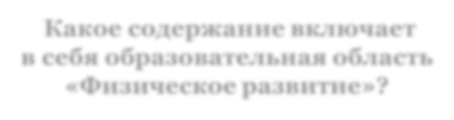 Какое содержание включает
в себя образовательная область
«Физическое развитие»?